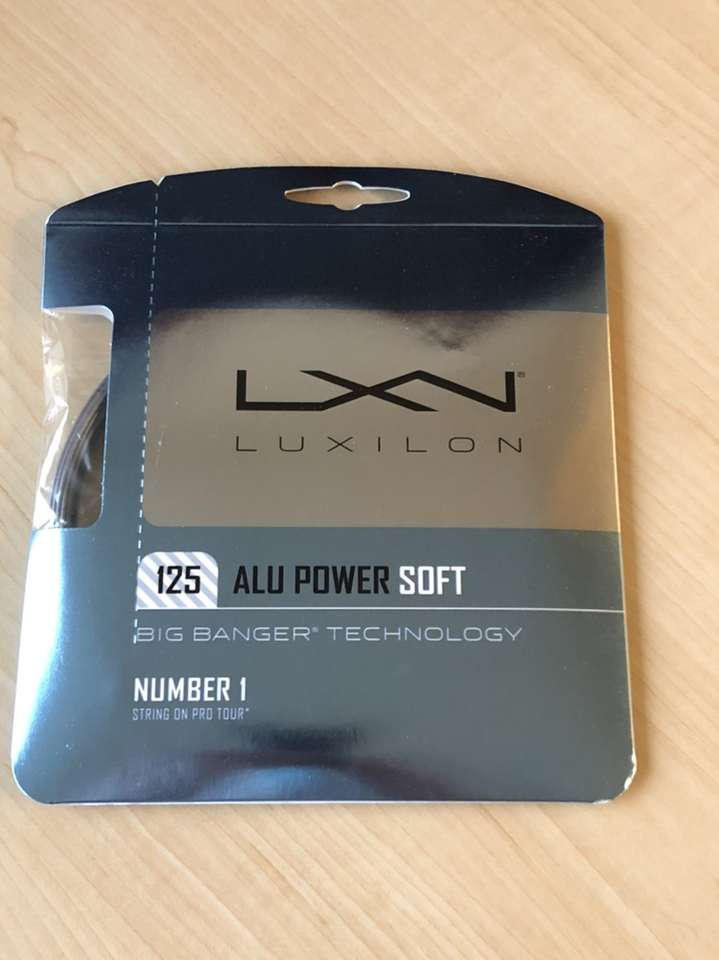 LXN®
LUXILON
125 ALU POWER SOFT
BIG BANGER® TECHNOLOGY
NUMBER 1
STRING ON PRO TOUR*